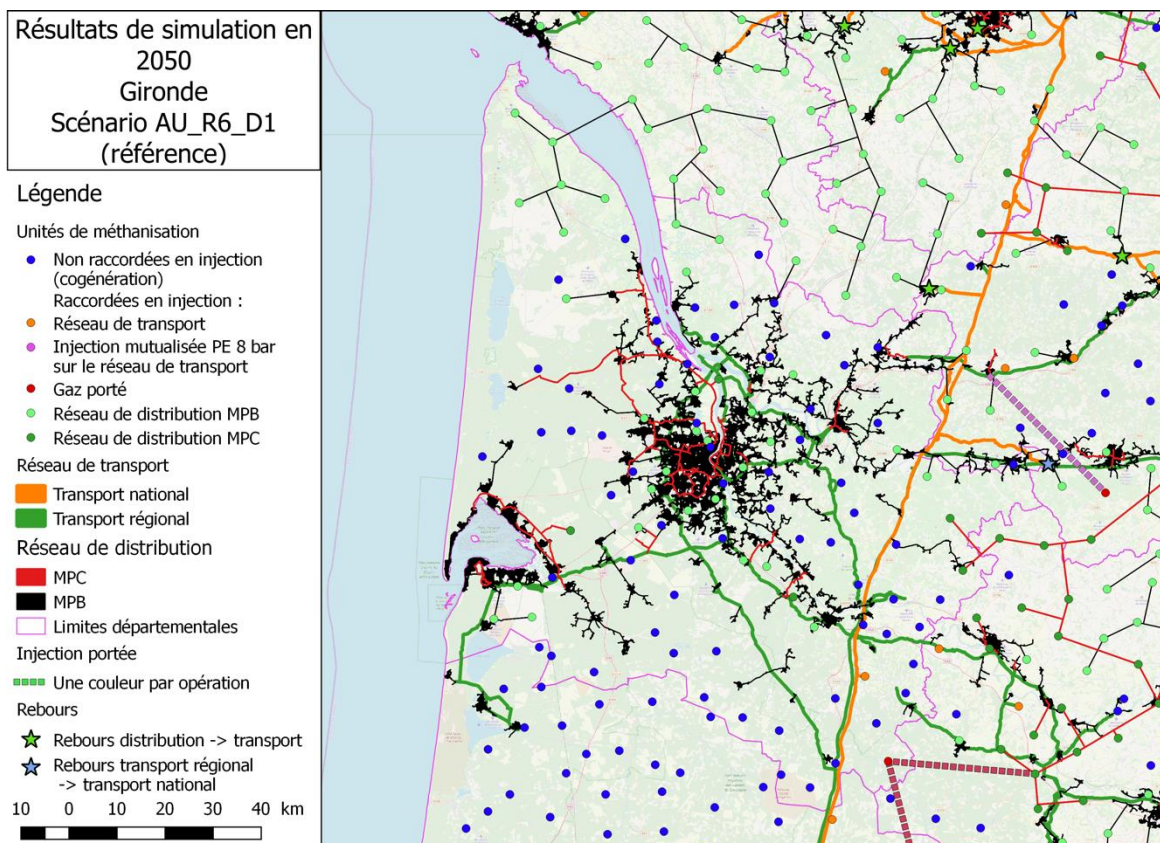 Résultats de simulation en
2050
Gironde
Scénario AU_R6_D1
(référence)
Légende
Unités de méthanisation
Non raccordées en injection
(cogénération)
Raccordées en injection :
Réseau de transport
Injection mutualisée PE 8 bar
sur le réseau de transport
Gaz porté
Réseau de distribution MPB
Réseau de distribution MPC
Réseau de transport
Transport national
Transport régional
Réseau de distribution
MPC
MPB
Limites départementales
Injection portée
Une couleur par opération
Rebours
Rebours distribution -> transport
Rebours transport régional
-> transport national
10 0 10 20 30 40 km